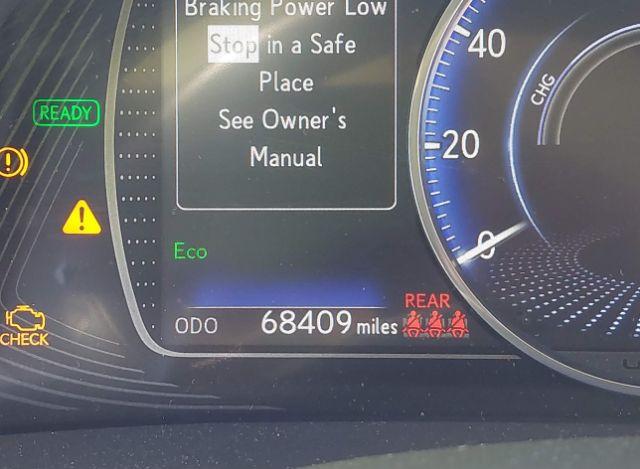 Braking Power Low
Stop in a Safe
Place
See Owner's
Manual
READY
40
CHG
20
0
Eco
CHECK
ODO 68409 miles
REAR